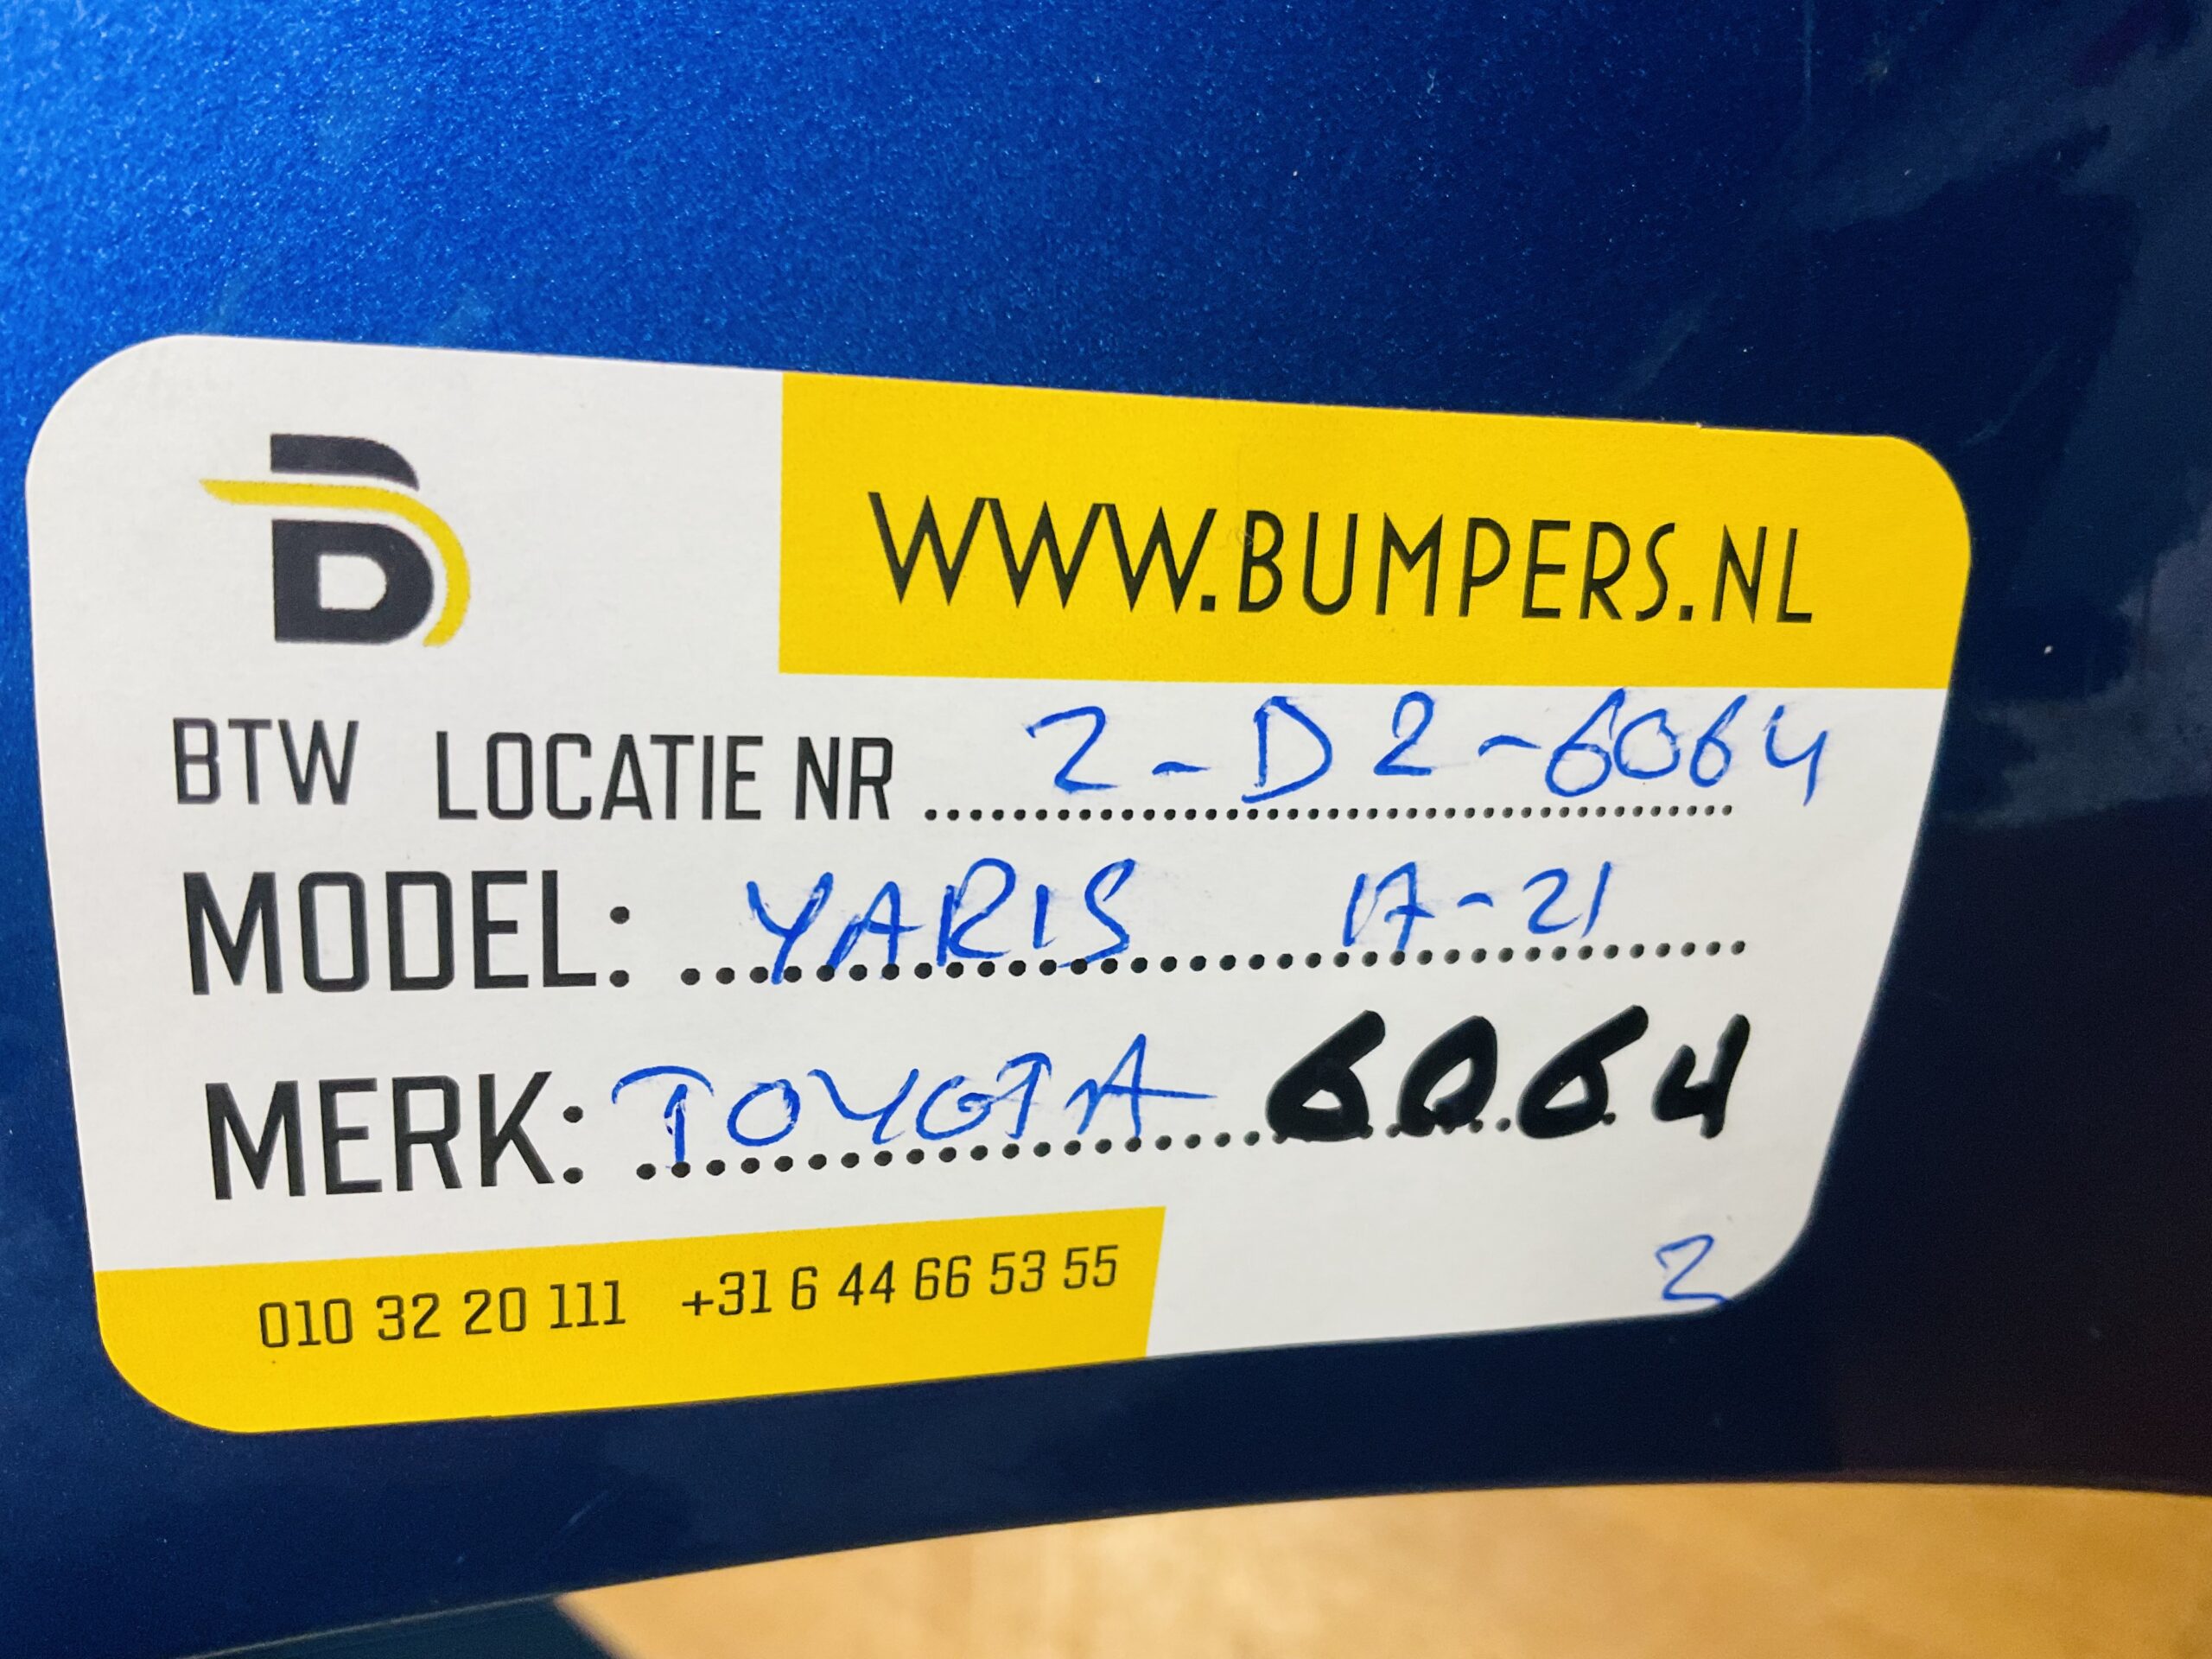 B
WWW.BUMPERS.NL
BTW LOCATIE NR 2-D2-6064
MODEL: YARIS 17-21
MERK: TOYOTA 6064
010 32 20 111 +31 6 44 66 53 55
2